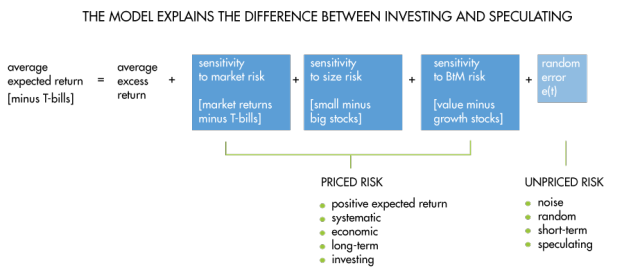 THE MODEL EXPLAINS THE DIFFERENCE BETWEEN INVESTING AND SPECULATING
average
expected return
[minus T-bills]
=
average
excess
return
+
sensitivity
to market risk
[market returns
minus T-bills]
+
sensitivity
to size risk
[small minus
big stocks]
+
sensitivity
to BtM risk
[value minus
growth stocks]
+
random
error
e(t)
PRICED RISK
positive expected return
systematic
economic
long-term
investing
UNPRICED RISK
noise
random
short-term
speculating